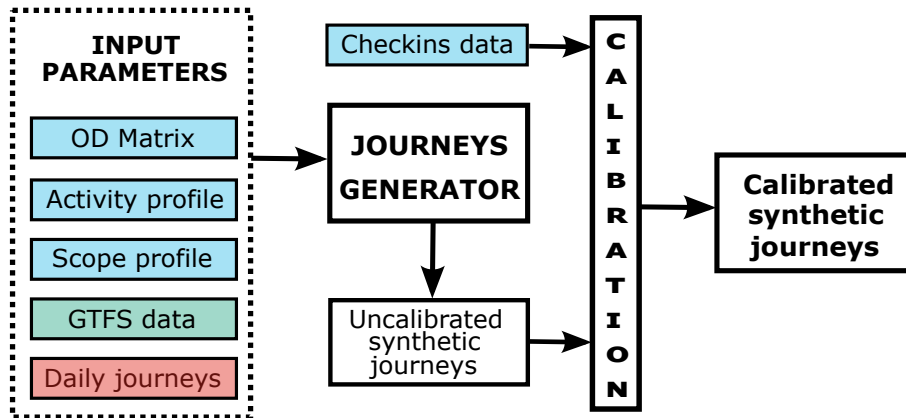 INPUT
PARAMETERS
OD Matrix
Activity profile
Scope profile
GTFS data
Daily journeys
Checkins data
JOURNEYS
GENERATOR
Uncalibrated
synthetic
journeys
CALIBRATION
Calibrated
synthetic
journeys